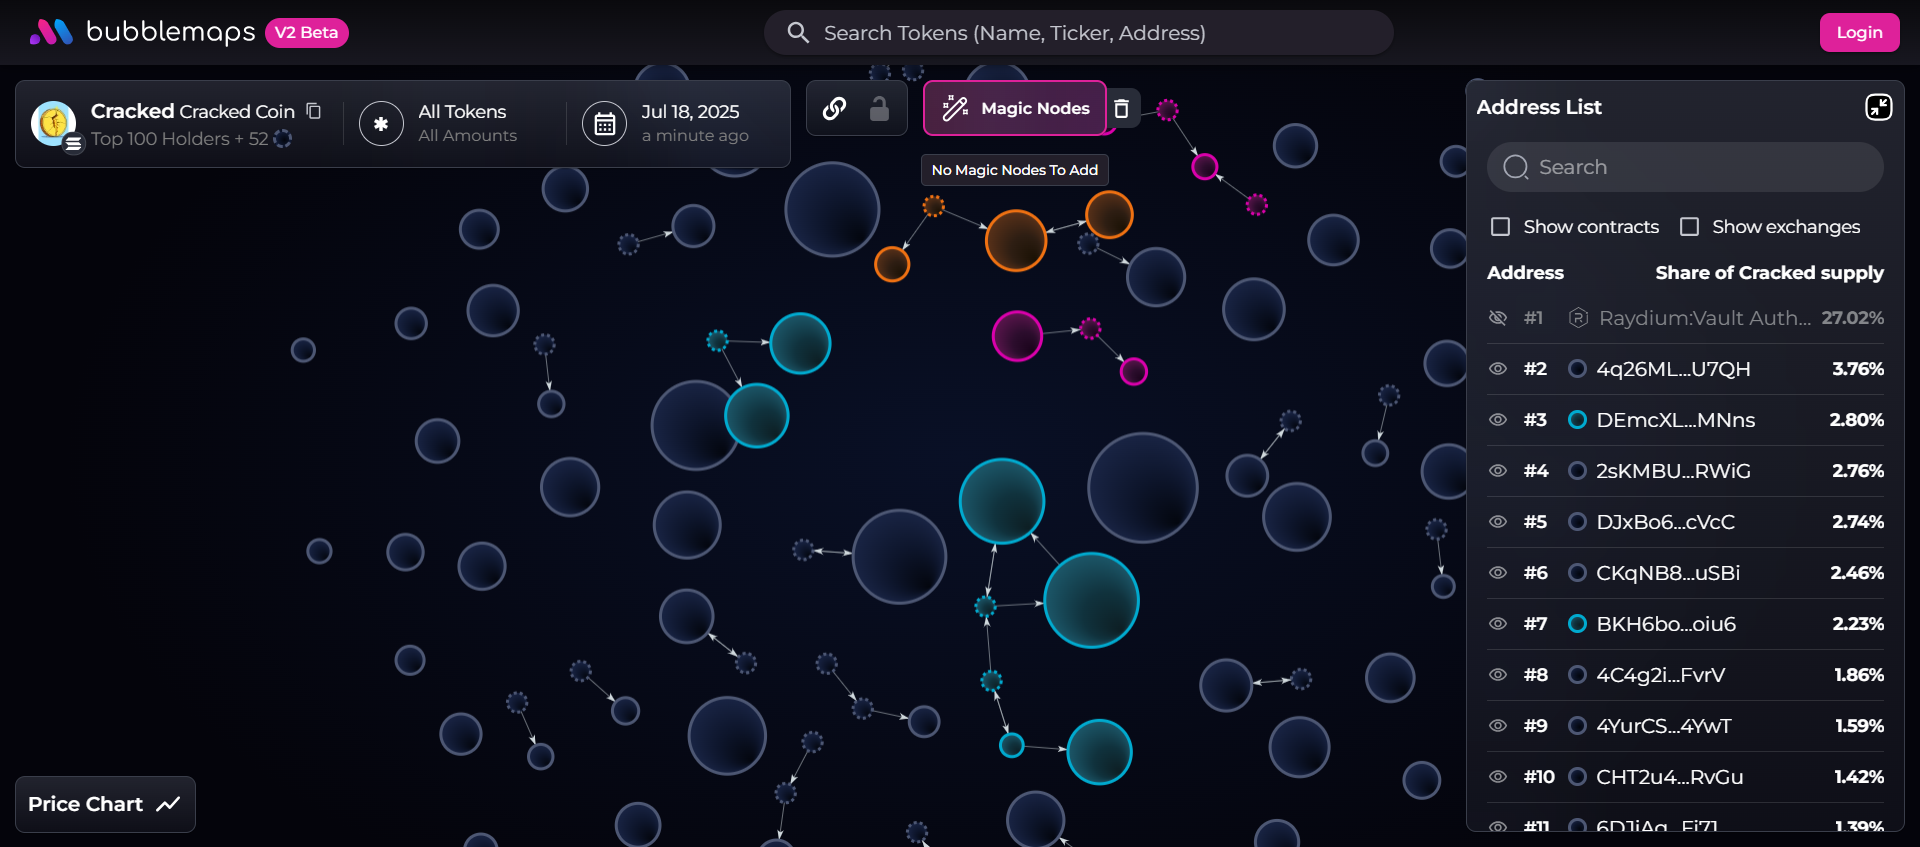 bubblemaps V2 Beta
Search Tokens (Name, Ticker, Address)
Login
Cracked Cracked Coin
Top 100 Holders + 52
All Tokens
All Amounts
Jul 18, 2025
a minute ago
Magic Nodes
No Magic Nodes To Add
Address List
Search
Show contracts Show exchanges
Address Share of Cracked supply
#1 Raydium:Vault Auth... 27.02%
#2 4q26ML...U7QH 3.76%
#3 DEmcXL...MNns 2.80%
#4 2sKMBU...RWiG 2.76%
#5 DJxBo6...cVcC 2.74%
#6 CKqNB8...uSBi 2.46%
#7 BKH6bo...oiu6 2.23%
#8 4C4g2i...FvrV 1.86%
#9 4YurCS...4YwT 1.59%
#10 CHT2u4...RvGu 1.42%
#11 1.39%
Price Chart